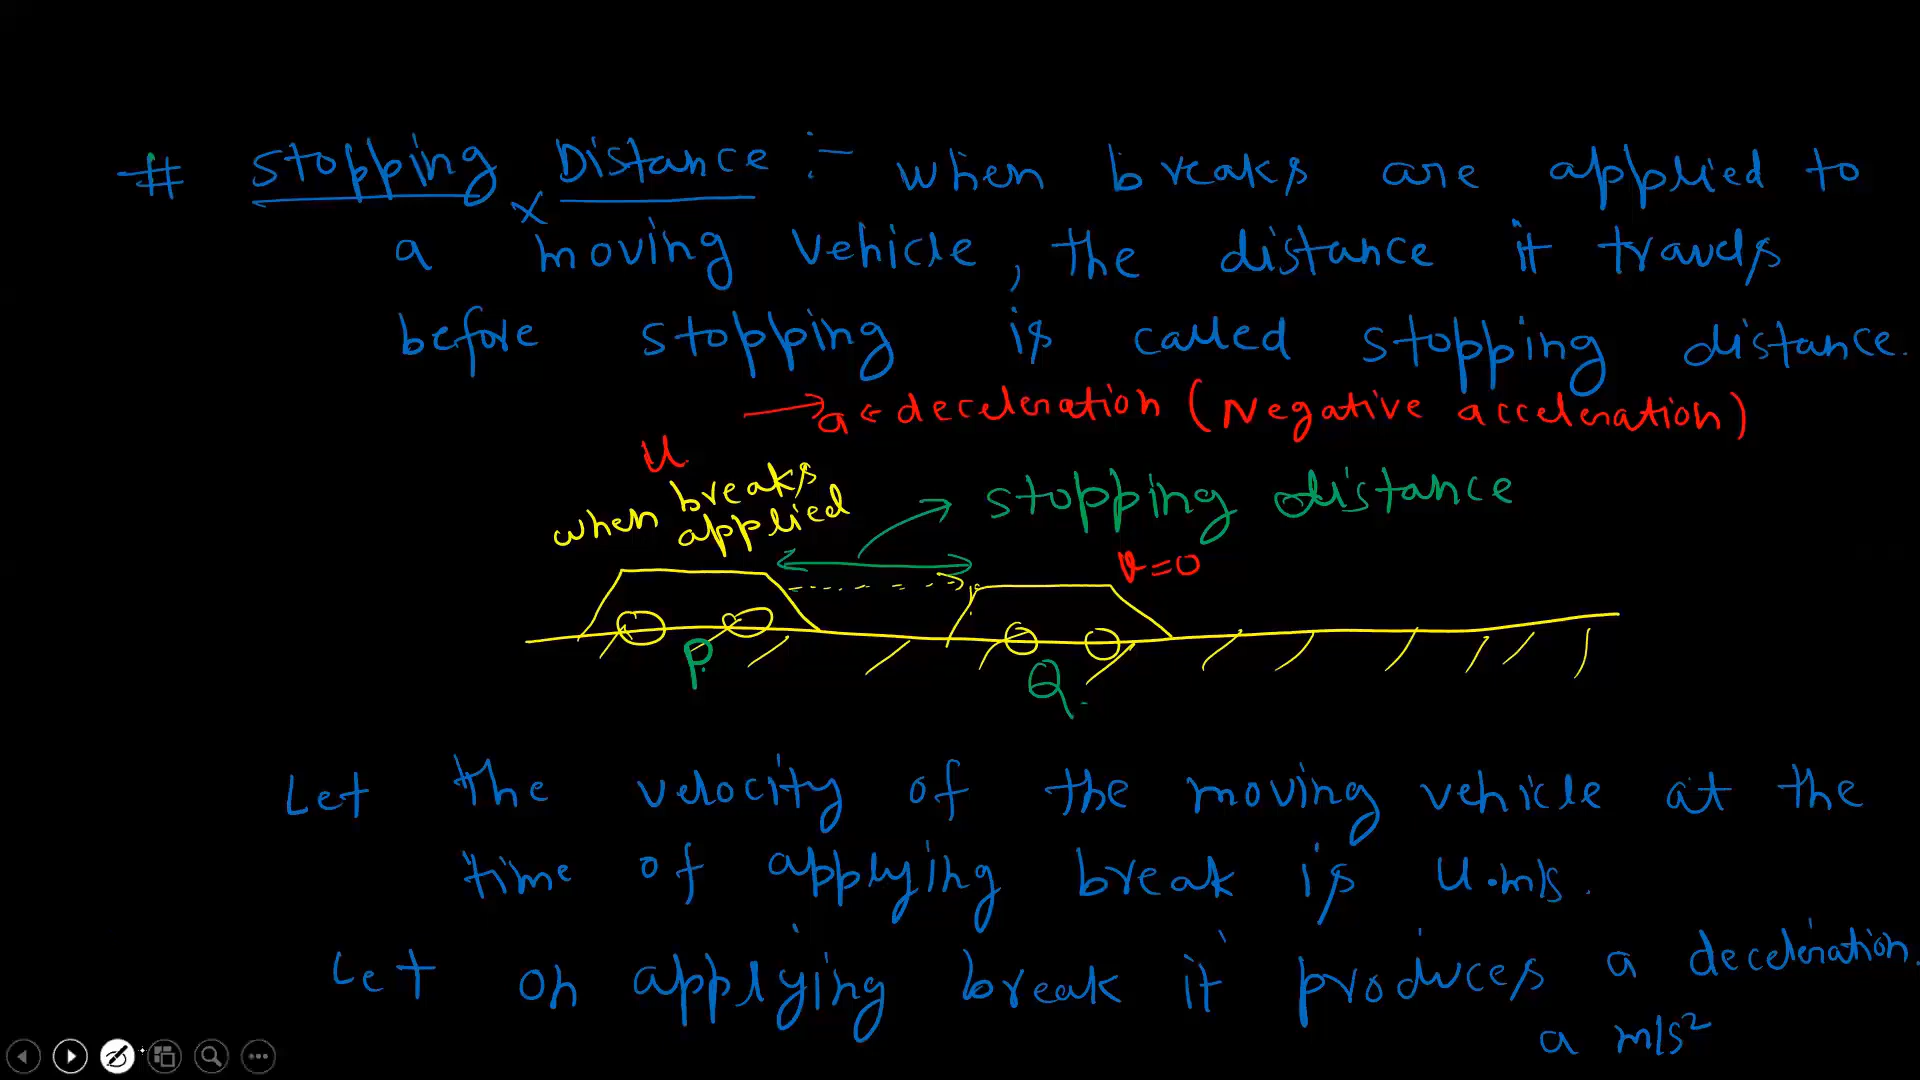 # Stopping Distance :- when breaks are applied to
a moving vehicle, the distance it travels
before stopping is called stopping distance.
→ a ← deceleration (Negative acceleration)
u
when breaks applied
stopping distance
v=0
P
Q
Let the velocity of the moving vehicle at the
time of applying break is u.m/s.
Let on applying break it produces a deceleration
a m/s²